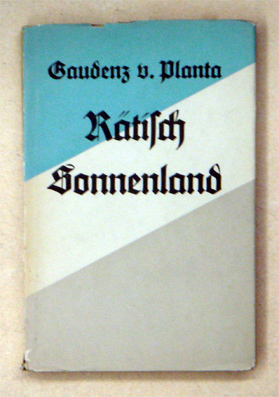 Gaudenz v. Planta
Rätisch
Sonnenland